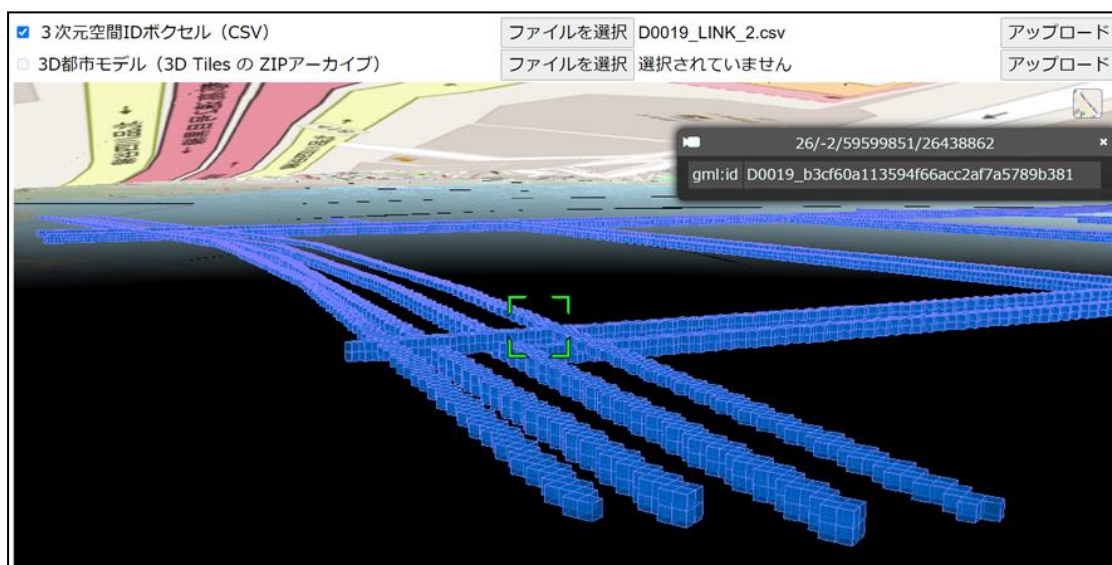 ３次元空間IDボクセル（CSV） ファイルを選択 D0019_LINK_2.csv アップロード
3D都市モデル（3D Tiles の ZIPアーカイブ） ファイルを選択 選択されていません アップロード
26/-2/59599851/26438862 ×
gml:id D0019_b3cf60a113594f66acc2af7a5789b381